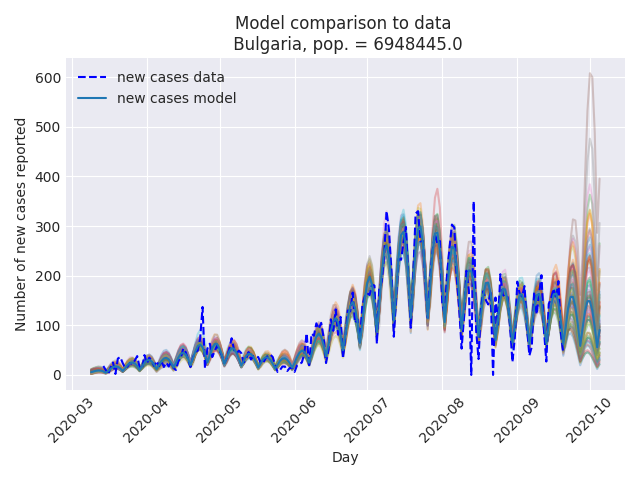 Model comparison to data
Bulgaria, pop. = 6948445.0
new cases data
new cases model
Number of new cases reported
600
500
400
300
200
100
0
2020-03
2020-04
2020-05
2020-06
2020-07
2020-08
2020-09
2020-10
Day